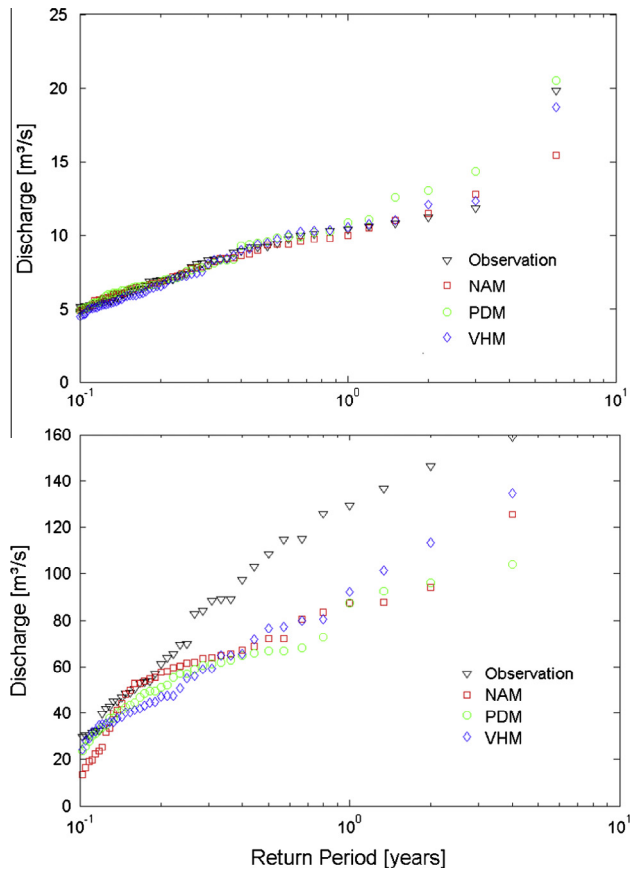 25
20
15
10
5
0
Discharge [m³/s]
Observation
NAM
PDM
VHM
10⁻¹
10⁰
10¹
160
140
120
100
80
60
40
20
0
Discharge [m³/s]
Observation
NAM
PDM
VHM
10⁻¹
10⁰
10¹
Return Period [years]